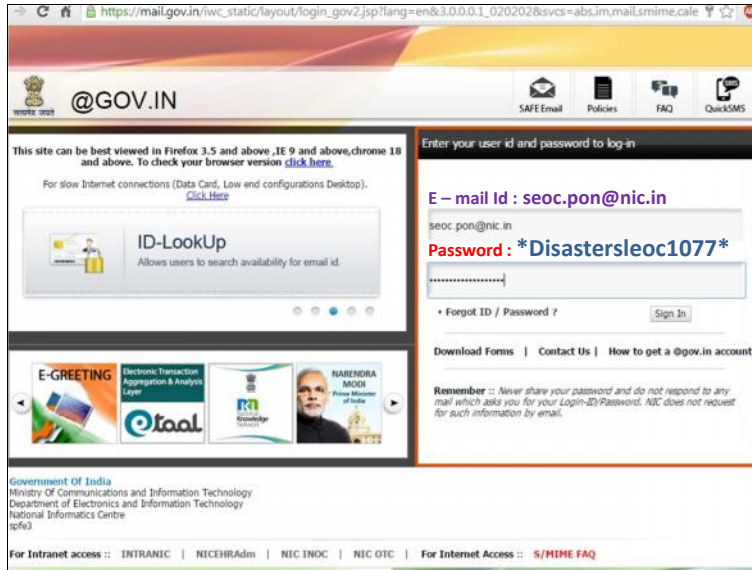 https://mail.gov.in/iwc_static/layout/login_gov2.jsp?lang=en&3.0.0.0.1_020202&svcs=abs,im,mail,smime,cale
सत्यमेव जयते
@GOV.IN
SAFE Email Policies FAQ QuickSMS
SMS
This site can be best viewed in Firefox 3.5 and above ,IE 9 and above,chrome 18
and above. To check your browser version click here
For slow Internet connections (Data Card, Low end configurations Desktop).
Click Here
ID-LookUp
Allows users to search availability for email id.
E-GREETING
Electronic Transaction
Aggregation & Analysis
Layer
etaal
Knowledge
Network
NARENDRA
MODI
Prime Minister
of India
Enter your user id and password to log-in
E – mail Id : seoc.pon@nic.in
seoc.pon@nic.in
Password : *Disastersleoc1077*
• Forgot ID / Password ?
Sign In
Download Forms | Contact Us | How to get a @gov.in account
Remember :: Never share your password and do not respond to any
mail which asks you for your Login-ID/Password. NIC does not request
for such information by email.
Government Of India
Ministry Of Communications and Information Technology
Department of Electronics and Information Technology
National Informatics Centre
spfe3
For Intranet access :: INTRANIC | NICEHRAdm | NIC INOC | NIC OTC | For Internet Access :: S/MIME FAQ